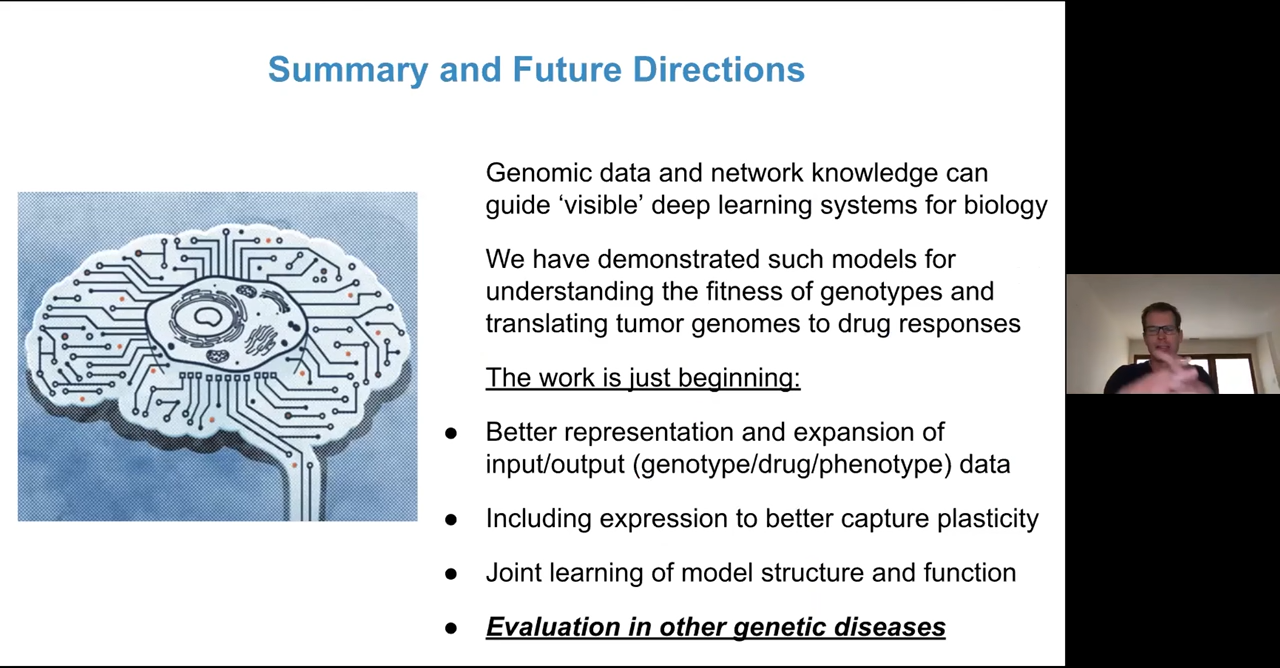 Summary and Future Directions
Genomic data and network knowledge can
guide ‘visible’ deep learning systems for biology
We have demonstrated such models for
understanding the fitness of genotypes and
translating tumor genomes to drug responses
The work is just beginning:
● Better representation and expansion of
input/output (genotype/drug/phenotype) data
● Including expression to better capture plasticity
● Joint learning of model structure and function
● Evaluation in other genetic diseases